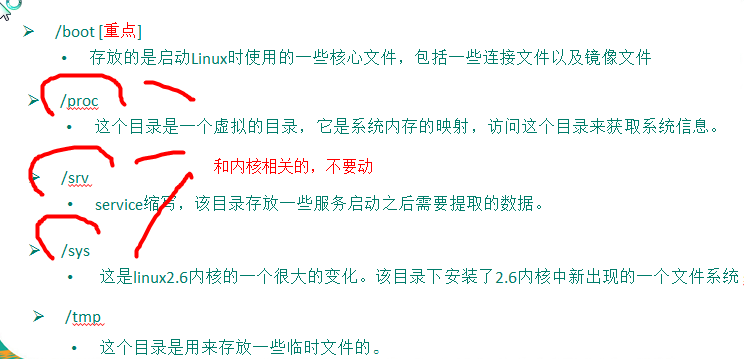 /boot [重点]
存放的是启动Linux时使用的一些核心文件，包括一些连接文件以及镜像文件
/proc
这个目录是一个虚拟的目录，它是系统内存的映射，访问这个目录来获取系统信息。
和内核相关的，不要动
/srv
service缩写，该目录存放一些服务启动之后需要提取的数据。
/sys
这是linux2.6内核的一个很大的变化。该目录下安装了2.6内核中新出现的一个文件系统
/tmp
这个目录是用来存放一些临时文件的。